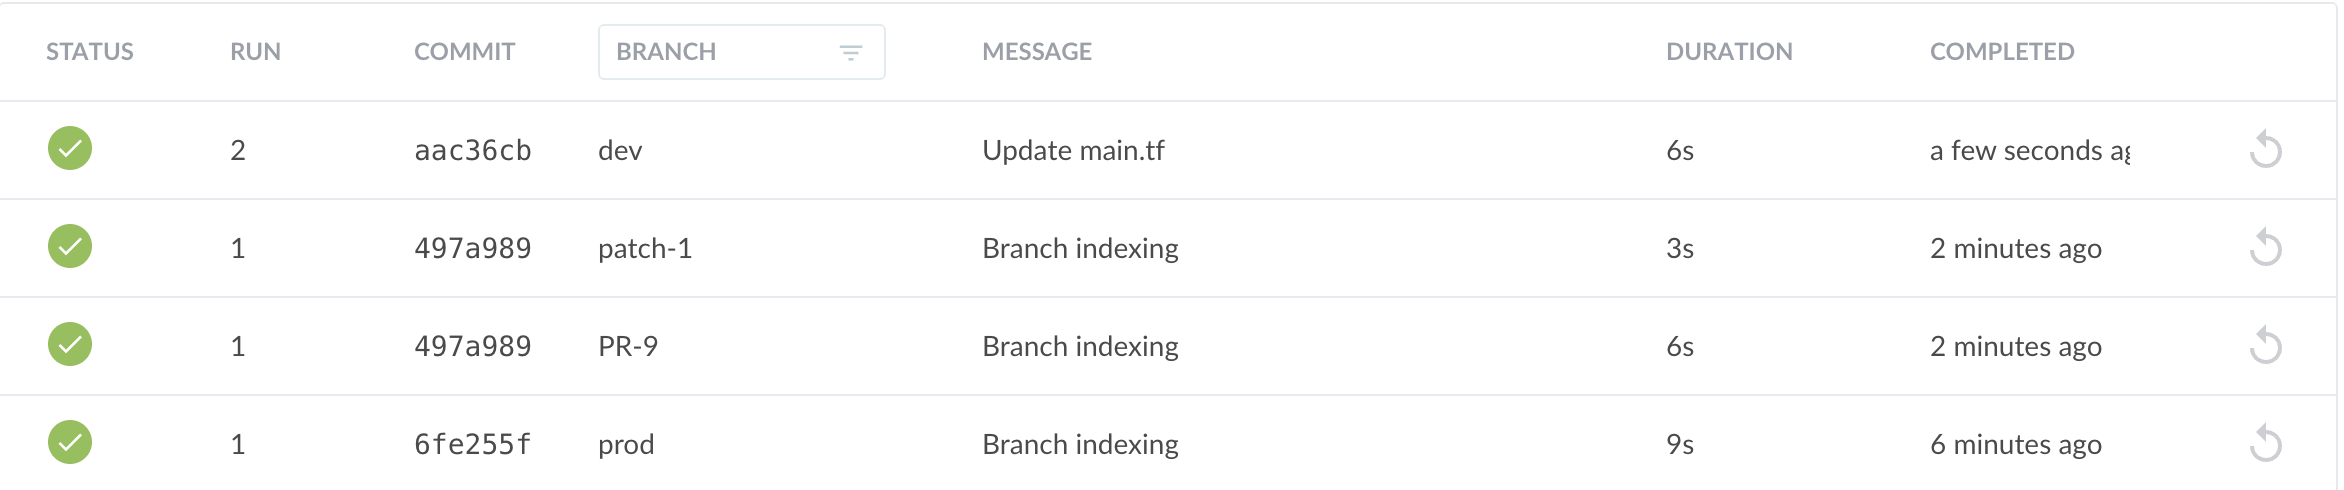 STATUS RUN COMMIT BRANCH MESSAGE DURATION COMPLETED
2 aac36cb dev Update main.tf 6s a few seconds ag
1 497a989 patch-1 Branch indexing 3s 2 minutes ago
1 497a989 PR-9 Branch indexing 6s 2 minutes ago
1 6fe255f prod Branch indexing 9s 6 minutes ago